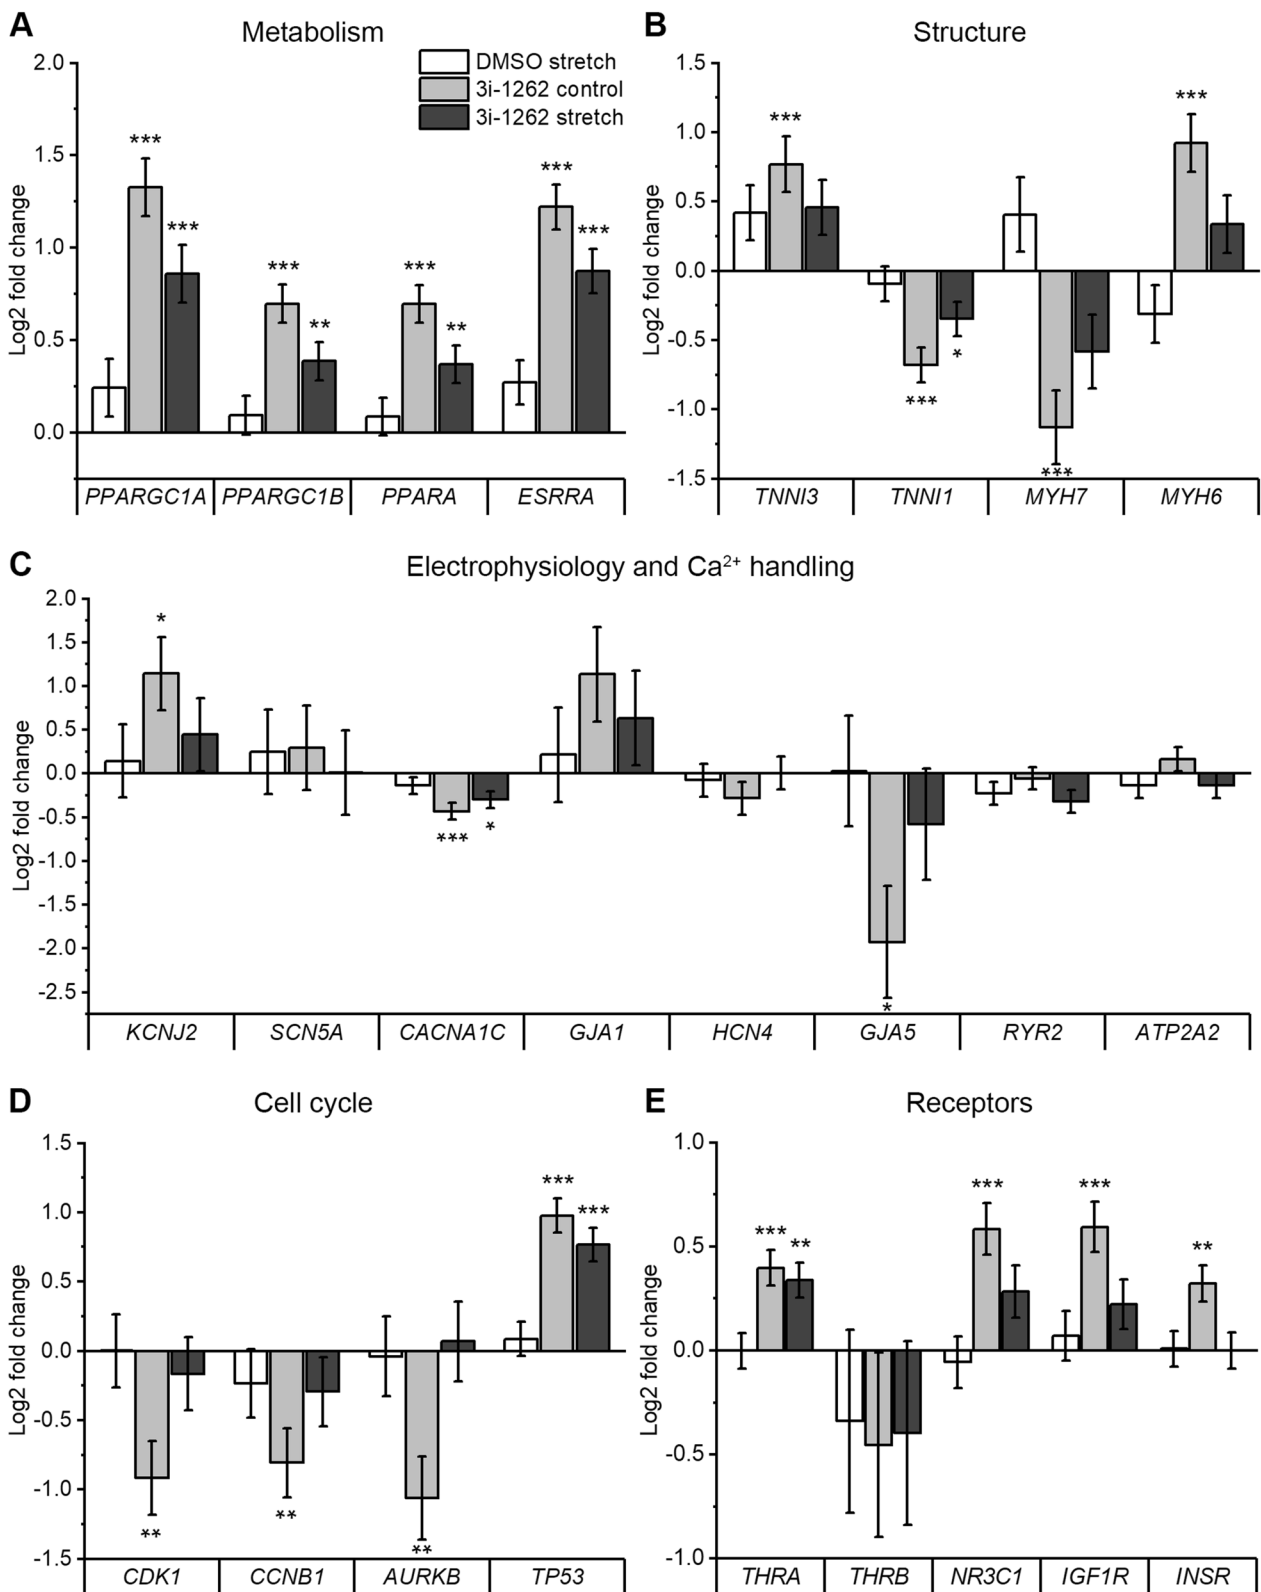 A Metabolism
DMSO stretch
3i-1262 control
3i-1262 stretch
Log2 fold change
2.0
1.5
1.0
0.5
0.0
*** *** *** ** *** ** *** ***
PPARGC1A PPARGC1B PPARA ESRRA
B Structure
Log2 fold change
1.5
1.0
0.5
0.0
-0.5
-1.0
-1.5
*** *** * *** ***
TNNI3 TNNI1 MYH7 MYH6
C Electrophysiology and Ca²⁺ handling
Log2 fold change
2.0
1.5
1.0
0.5
0.0
-0.5
-1.0
-1.5
-2.0
-2.5
* *** * *
KCNJ2 SCN5A CACNA1C GJA1 HCN4 GJA5 RYR2 ATP2A2
D Cell cycle
Log2 fold change
1.5
1.0
0.5
0.0
-0.5
-1.0
-1.5
** ** ** *** ***
CDK1 CCNB1 AURKB TP53
E Receptors
Log2 fold change
1.0
0.5
0.0
-0.5
-1.0
*** ** *** *** **
THRA THRB NR3C1 IGF1R INSR